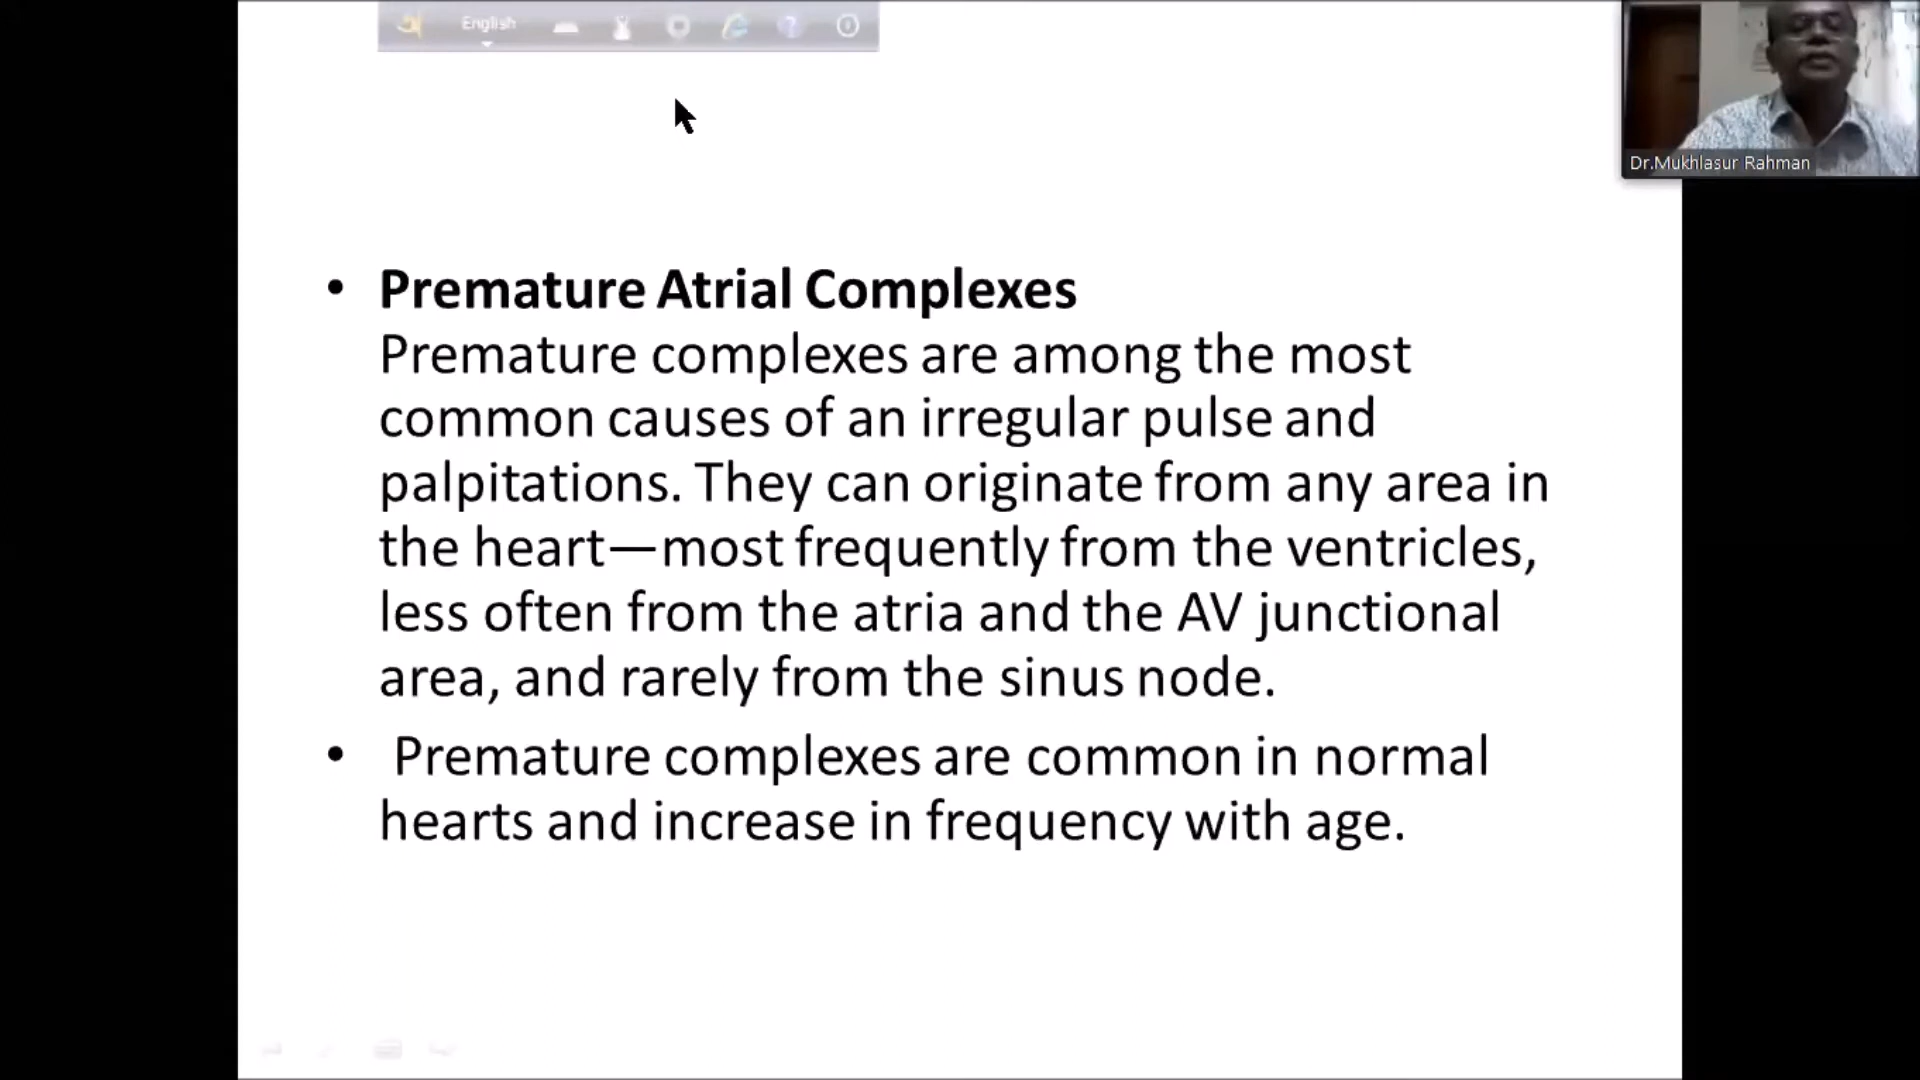 English
Dr.Mukhlasur Rahman
• Premature Atrial Complexes
Premature complexes are among the most
common causes of an irregular pulse and
palpitations. They can originate from any area in
the heart—most frequently from the ventricles,
less often from the atria and the AV junctional
area, and rarely from the sinus node.
• Premature complexes are common in normal
hearts and increase in frequency with age.